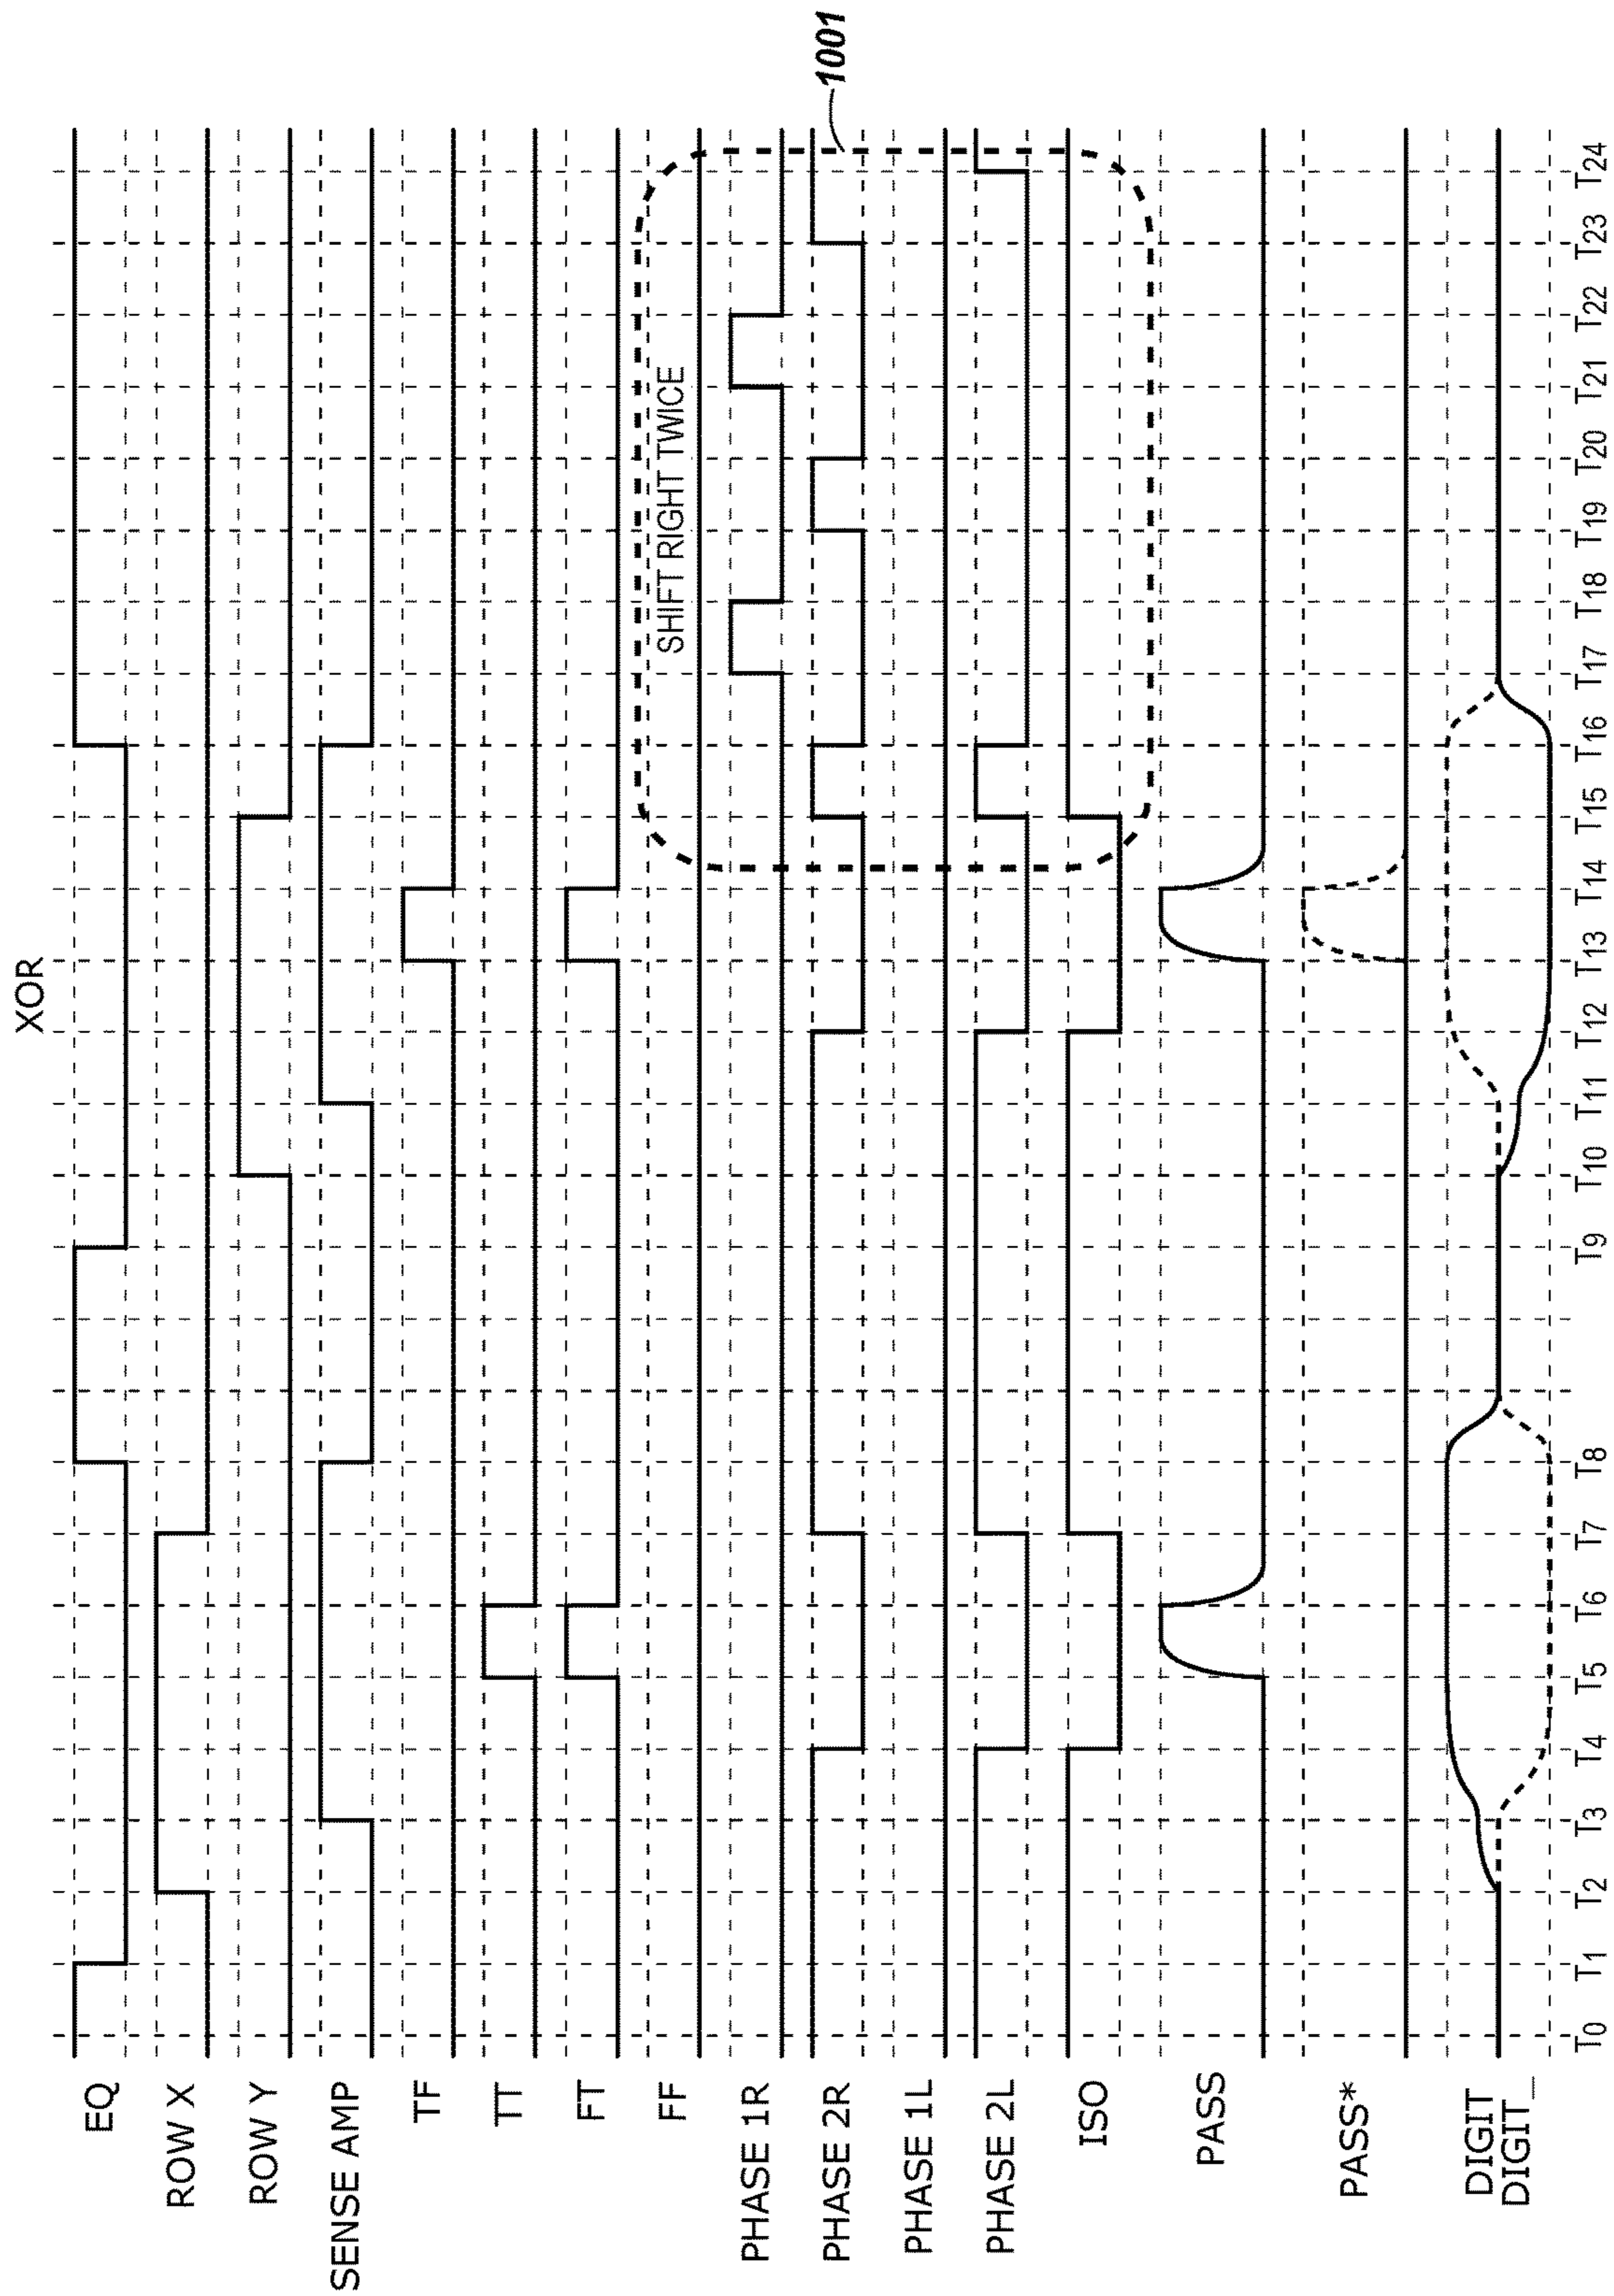 XOR
EQ
ROW X
ROW Y
SENSE AMP
TF
TT
FT
FF
SHIFT RIGHT TWICE
PHASE 1R
PHASE 2R
1001
PHASE 1L
PHASE 2L
ISO
PASS
PASS*
DIGIT
DIGIT_
T0 T1 T2 T3 T4 T5 T6 T7 T8 T9 T10 T11 T12 T13 T14 T15 T16 T17 T18 T19 T20 T21 T22 T23 T24